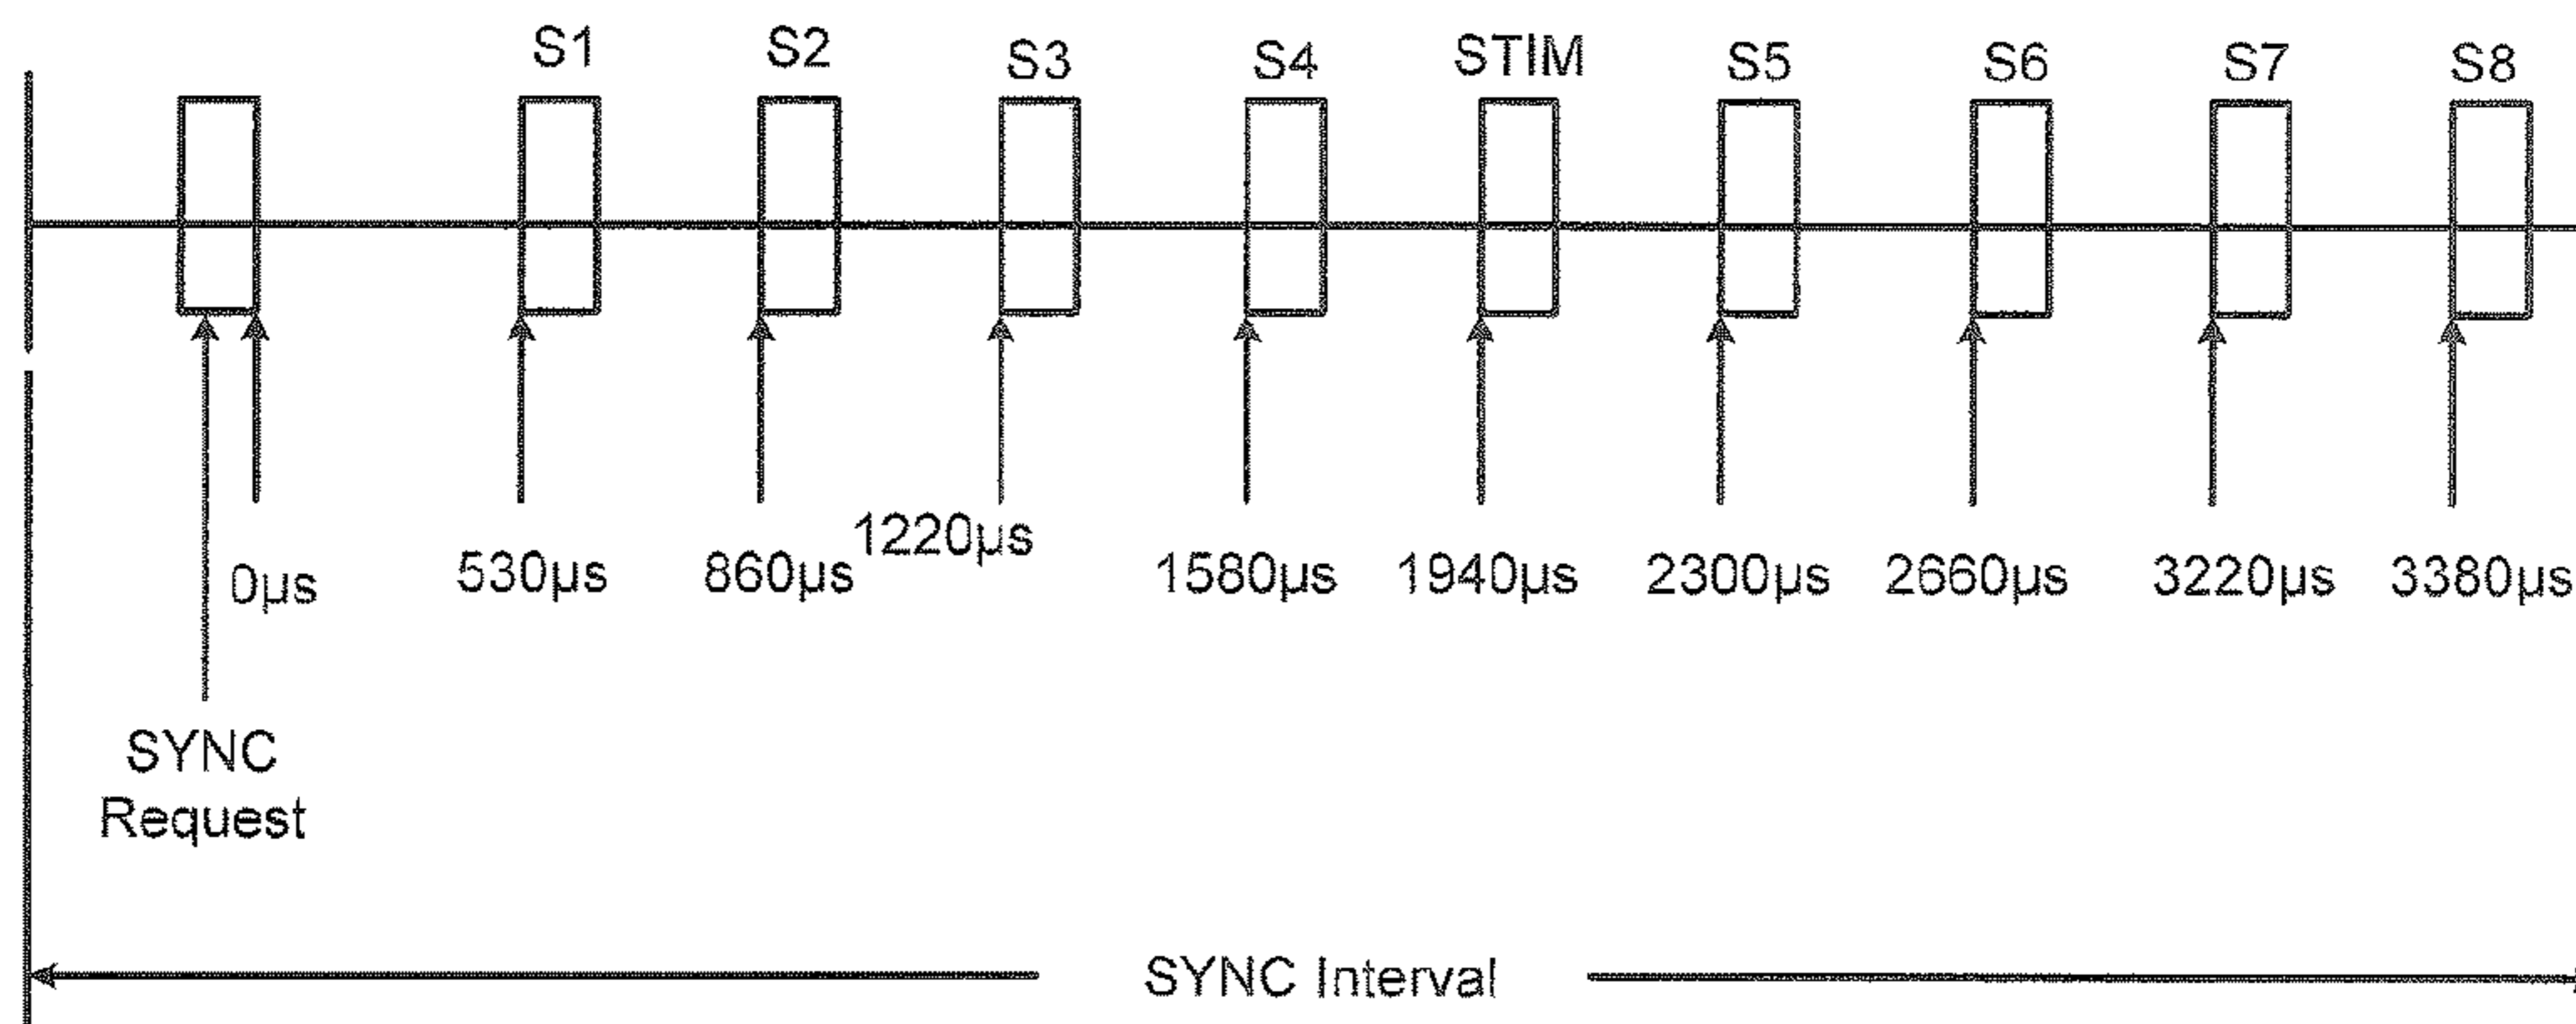 S1 S2 S3 S4 STIM S5 S6 S7 S8
0µs 530µs 860µs 1220µs 1580µs 1940µs 2300µs 2660µs 3220µs 3380µs
SYNC
Request
SYNC Interval